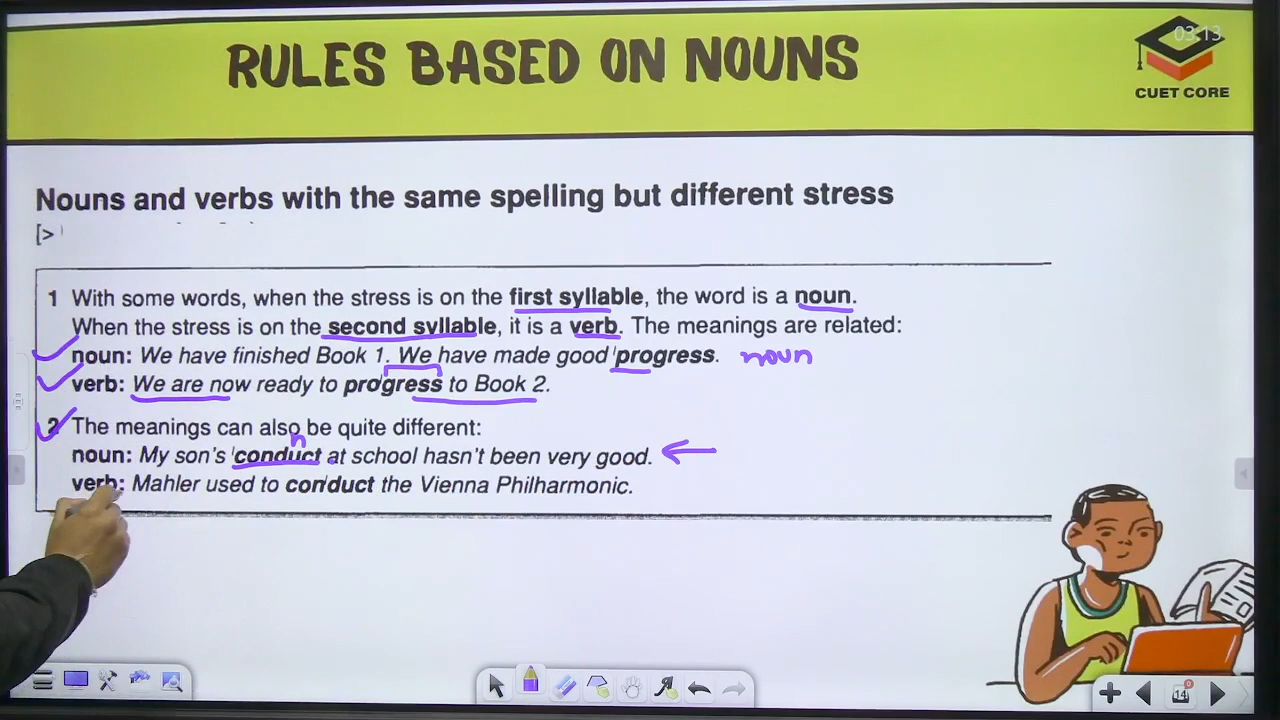 RULES BASED ON NOUNS
03:13
CUET CORE
Nouns and verbs with the same spelling but different stress
[>
1 With some words, when the stress is on the first syllable, the word is a noun.
When the stress is on the second syllable, it is a verb. The meanings are related:
noun: We have finished Book 1. We have made good 'progress. noun
verb: We are now ready to pro'gress to Book 2.
2 The meanings can also be quite different:
n
noun: My son's 'conduct at school hasn't been very good.
verb: Mahler used to con'duct the Vienna Philharmonic.
14